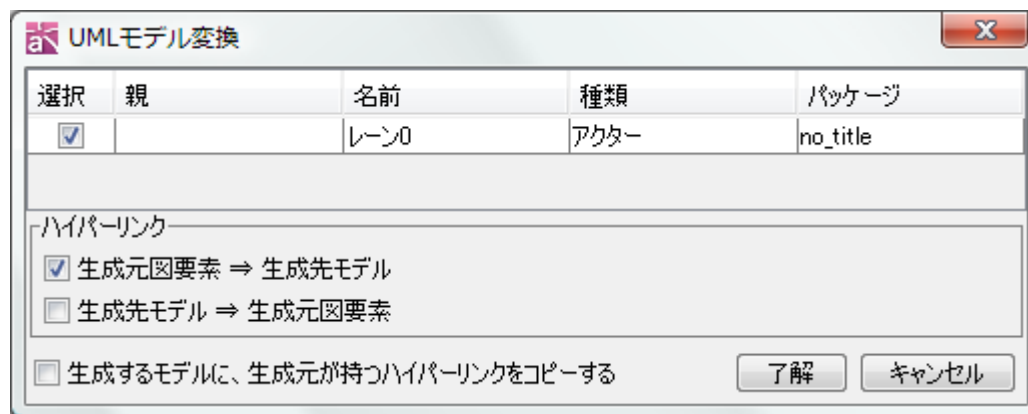 UMLモデル変換
選択 親 名前 種類 パッケージ
レーン0 アクター no_title
ハイパーリンク
生成元図要素 ⇒ 生成先モデル
生成先モデル ⇒ 生成元図要素
生成するモデルに、生成元が持つハイパーリンクをコピーする 了解 キャンセル